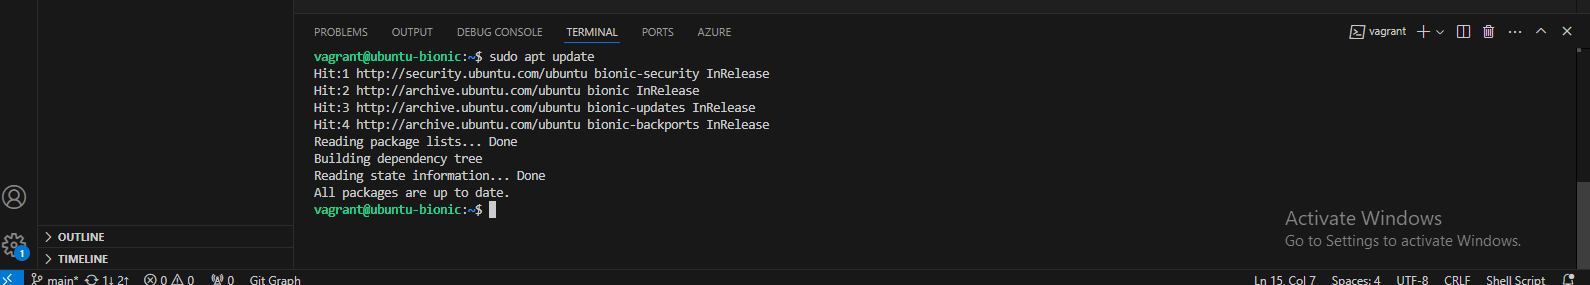 PROBLEMS OUTPUT DEBUG CONSOLE TERMINAL PORTS AZURE vagrant
vagrant@ubuntu-bionic:~$ sudo apt update
Hit:1 http://security.ubuntu.com/ubuntu bionic-security InRelease
Hit:2 http://archive.ubuntu.com/ubuntu bionic InRelease
Hit:3 http://archive.ubuntu.com/ubuntu bionic-updates InRelease
Hit:4 http://archive.ubuntu.com/ubuntu bionic-backports InRelease
Reading package lists... Done
Building dependency tree
Reading state information... Done
All packages are up to date.
vagrant@ubuntu-bionic:~$
Activate Windows
Go to Settings to activate Windows.
1
OUTLINE
TIMELINE
main* 1↓ 2↑ 0 0 0 Git Graph Ln 15, Col 7 Spaces: 4 UTF-8 CRLF Shell Script